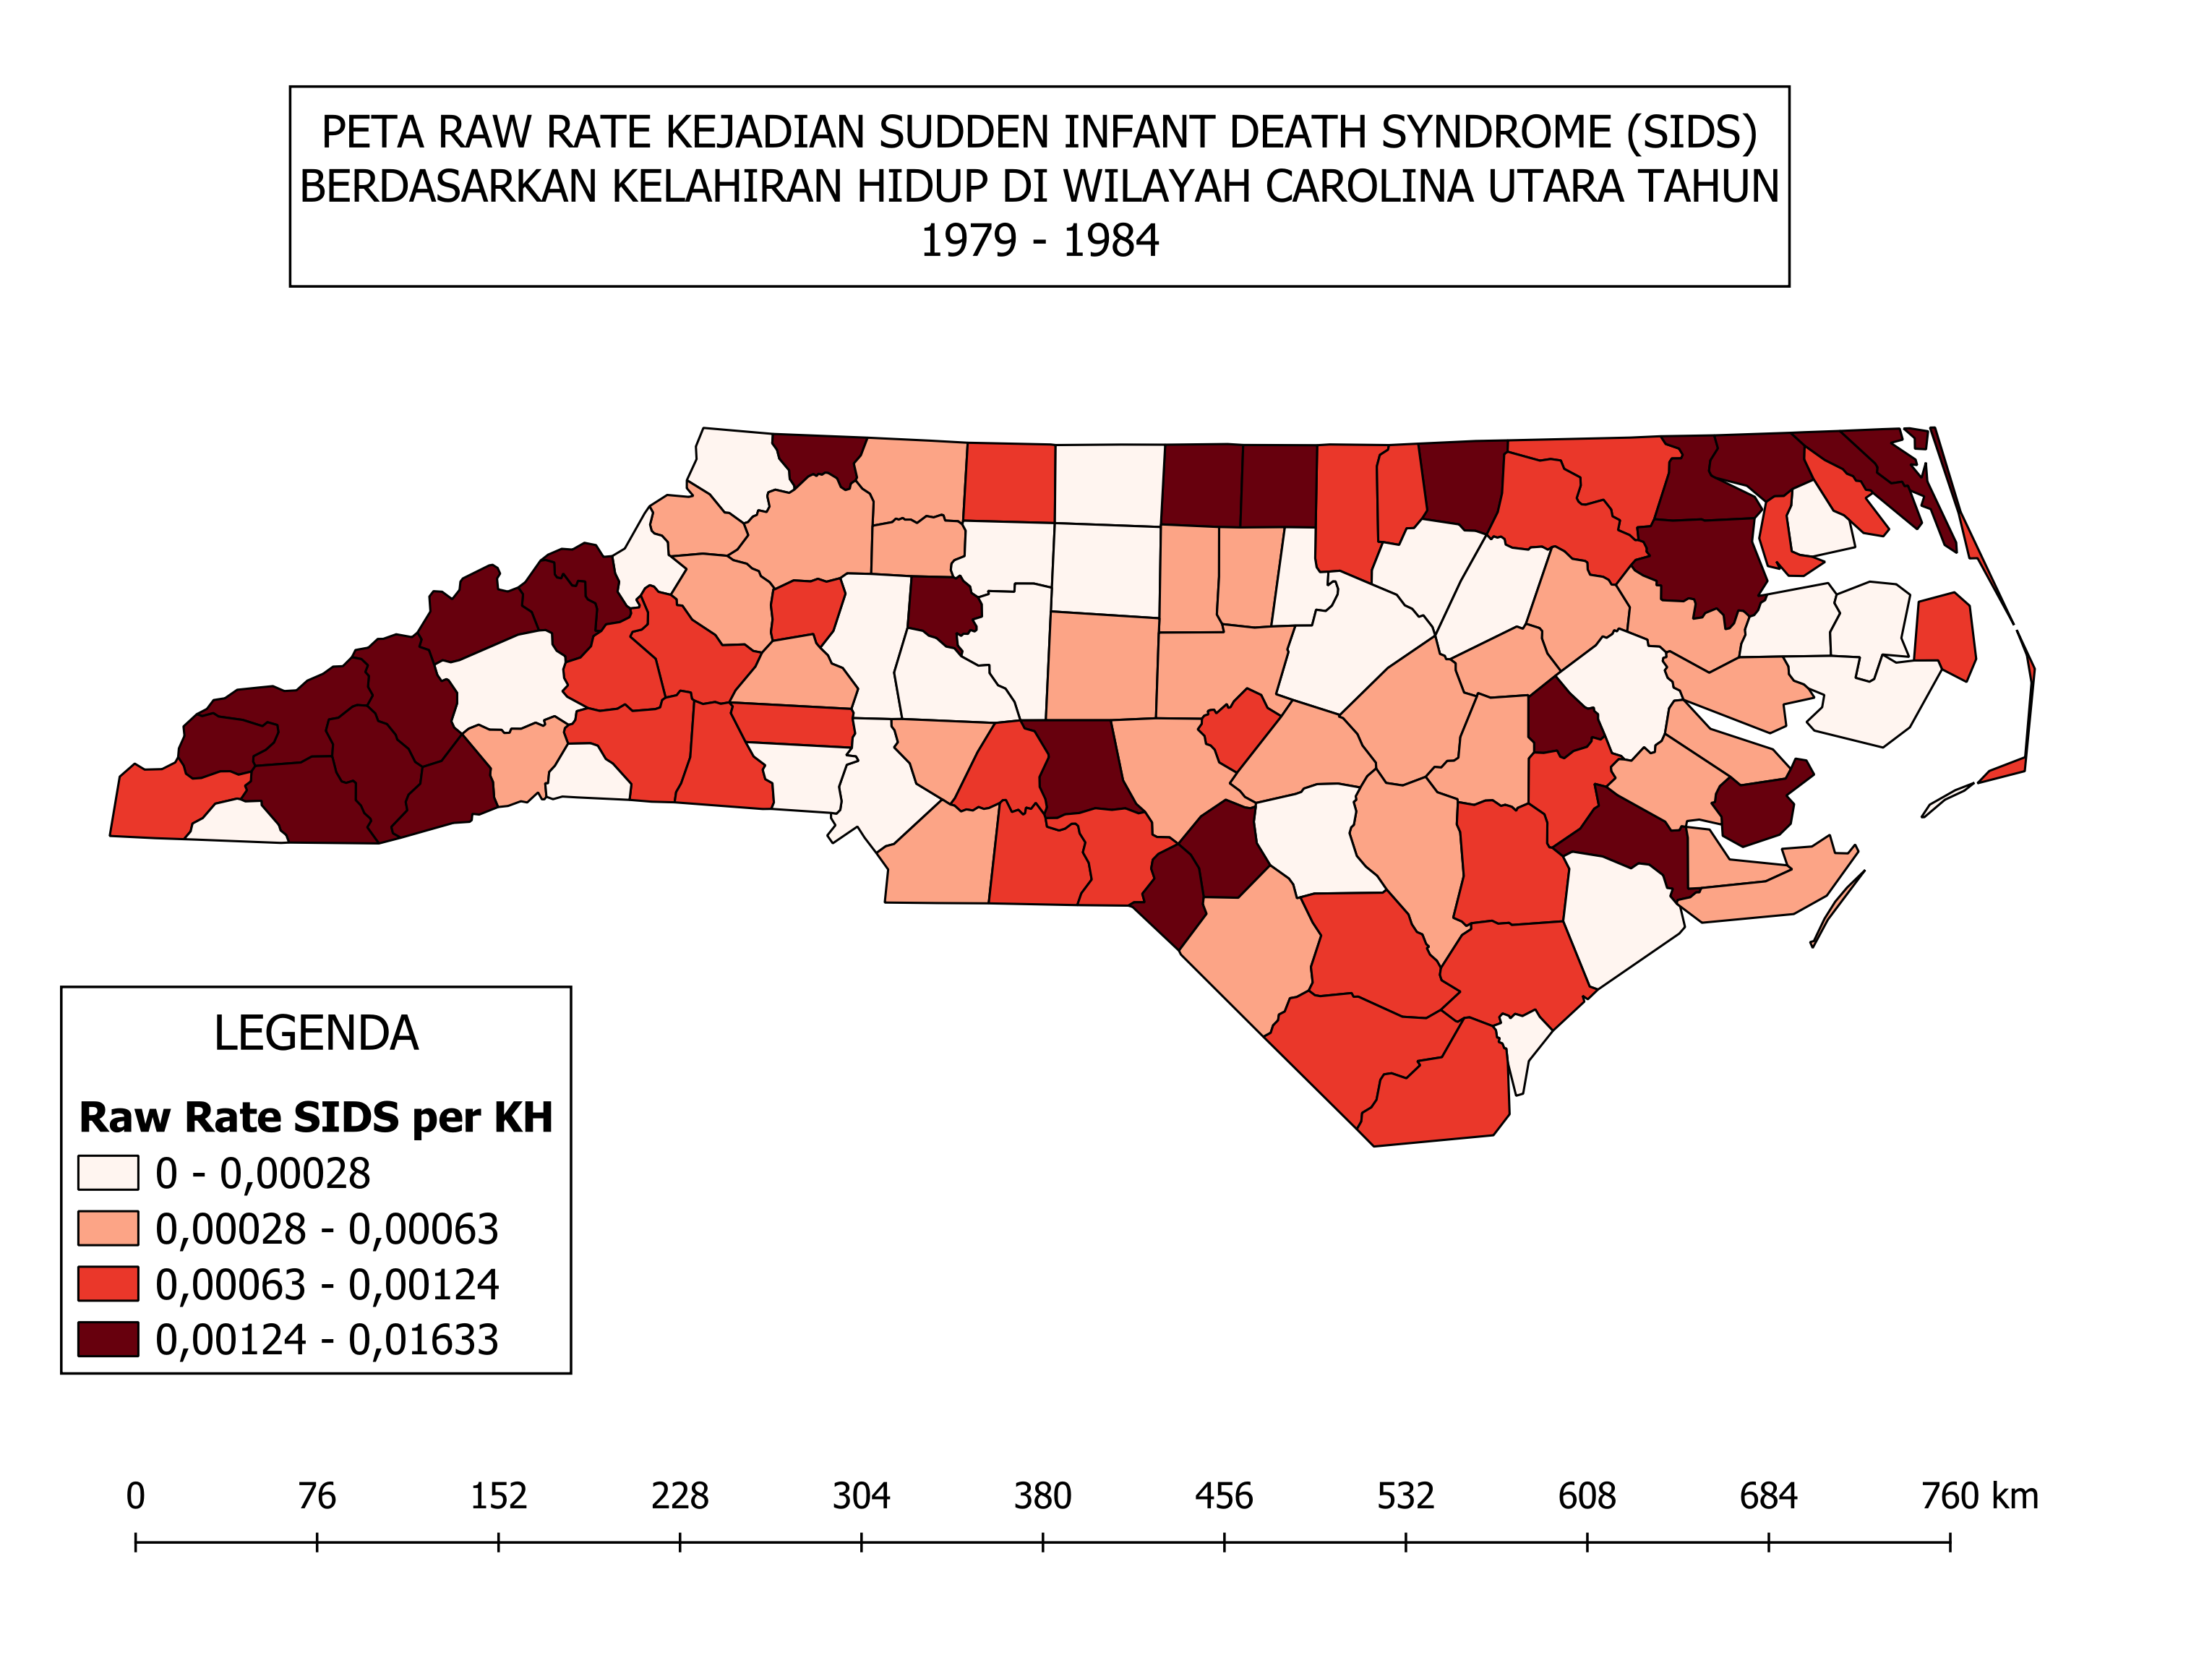 PETA RAW RATE KEJADIAN SUDDEN INFANT DEATH SYNDROME (SIDS)
BERDASARKAN KELAHIRAN HIDUP DI WILAYAH CAROLINA UTARA TAHUN
1979 - 1984
LEGENDA
Raw Rate SIDS per KH
0 - 0,00028
0,00028 - 0,00063
0,00063 - 0,00124
0,00124 - 0,01633
0 76 152 228 304 380 456 532 608 684 760 km